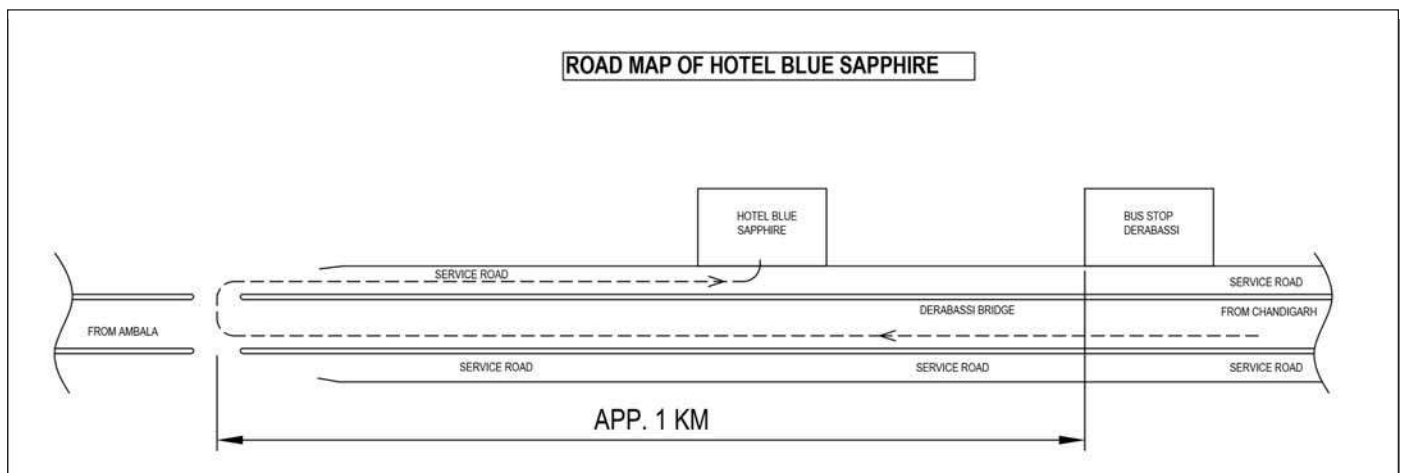 ROAD MAP OF HOTEL BLUE SAPPHIRE
HOTEL BLUE
SAPPHIRE
BUS STOP
DERABASSI
SERVICE ROAD
SERVICE ROAD
DERABASSI BRIDGE
FROM CHANDIGARH
FROM AMBALA
SERVICE ROAD
SERVICE ROAD
SERVICE ROAD
APP. 1 KM